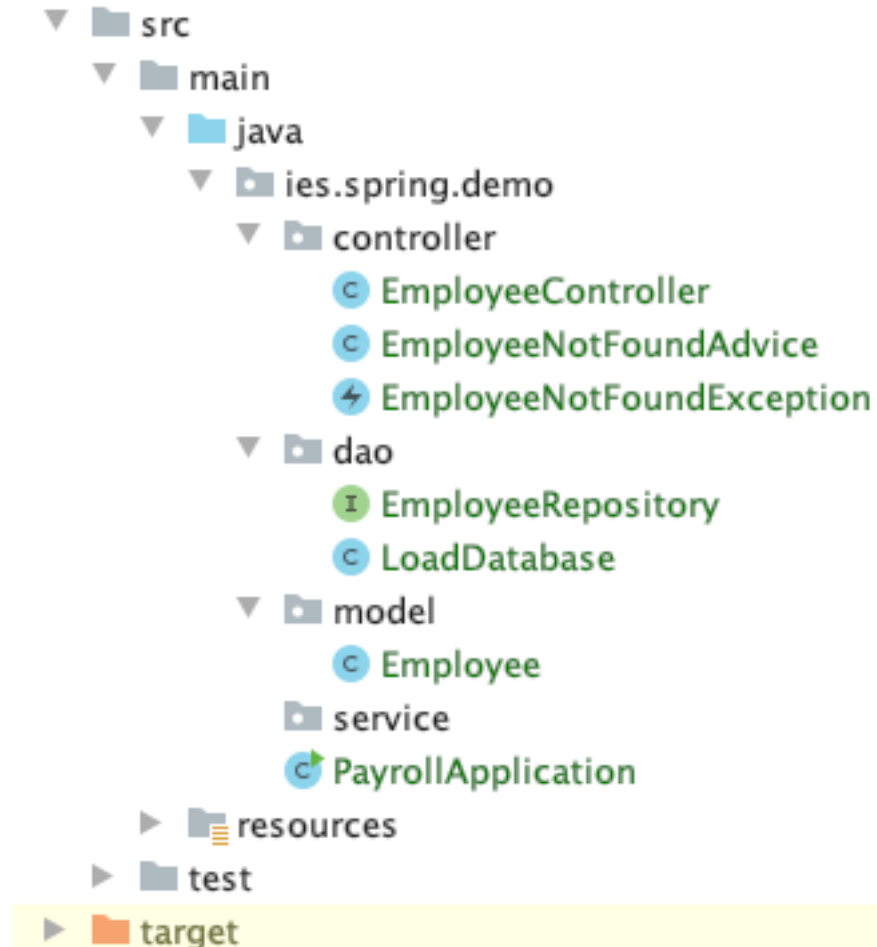 src
main
java
ies.spring.demo
controller
C EmployeeController
C EmployeeNotFoundAdvice
EmployeeNotFoundException
dao
I EmployeeRepository
C LoadDatabase
model
C Employee
service
C PayrollApplication
resources
test
target